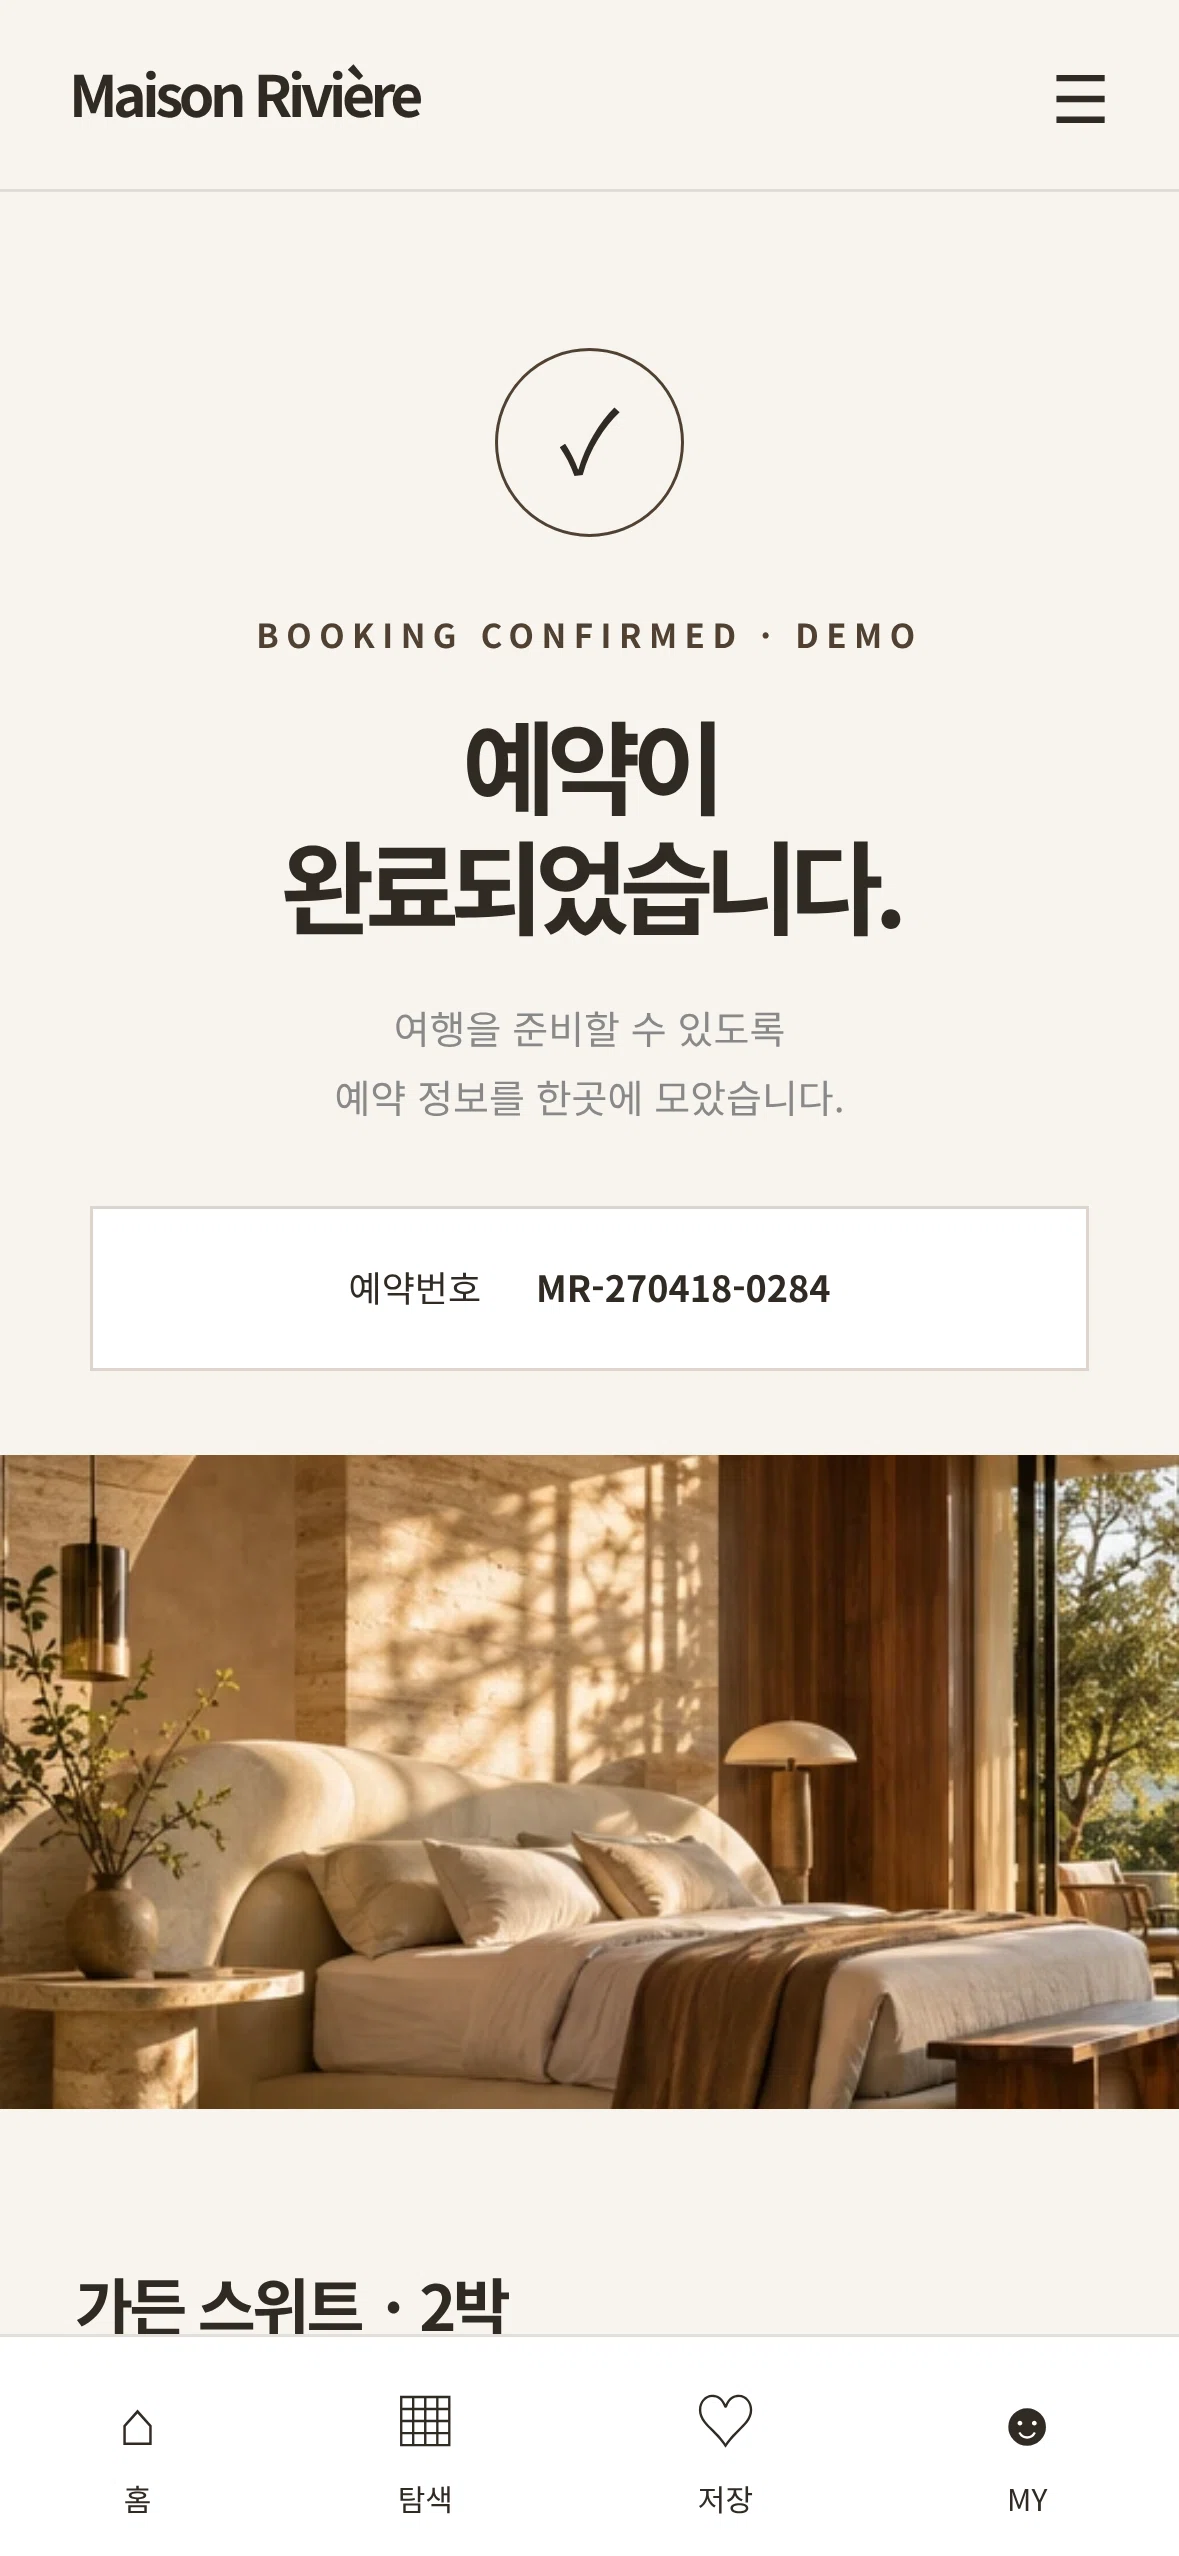 Maison Rivière
BOOKING CONFIRMED · DEMO
예약이
완료되었습니다.
여행을 준비할 수 있도록
예약 정보를 한곳에 모았습니다.
예약번호 MR-270418-0284
가든 스위트 · 2박
홈 탐색 저장 MY